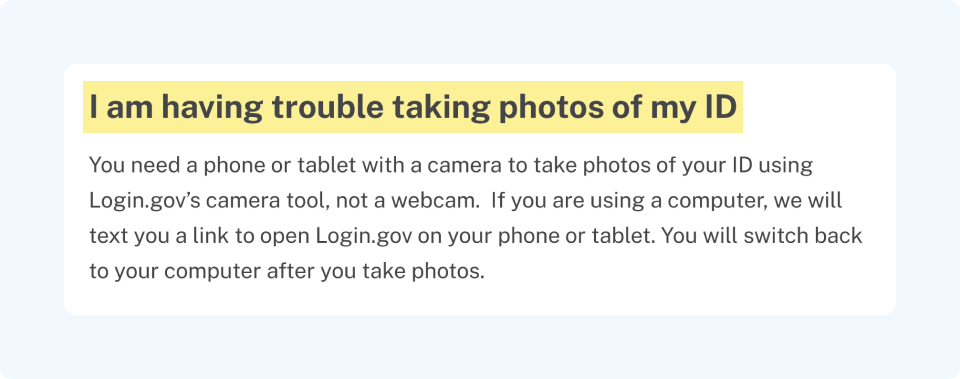 I am having trouble taking photos of my ID
You need a phone or tablet with a camera to take photos of your ID using
Login.gov’s camera tool, not a webcam.  If you are using a computer, we will
text you a link to open Login.gov on your phone or tablet. You will switch back
to your computer after you take photos.